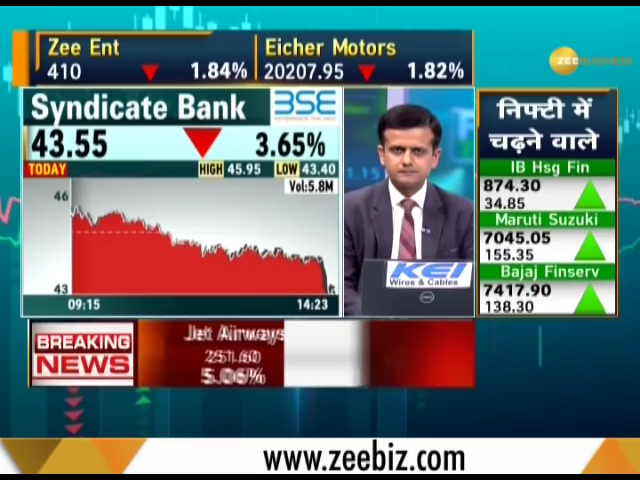 Zee Ent
410 1.84%
Eicher Motors
20207.95 1.82%
ZEE BUSINESS
Syndicate Bank
BSE
43.55 3.65%
TODAY HIGH 45.95 LOW 43.40
Vol:5.8M
46
43
09:15 14:23
KEI
Wires & Cables
DELL
निफ्टी में
चढ़ने वाले
IB Hsg Fin
874.30
34.85
Maruti Suzuki
7045.05
155.35
Bajaj Finserv
7417.90
138.30
BREAKING
NEWS
Jet Airways
5.06%
www.zeebiz.com